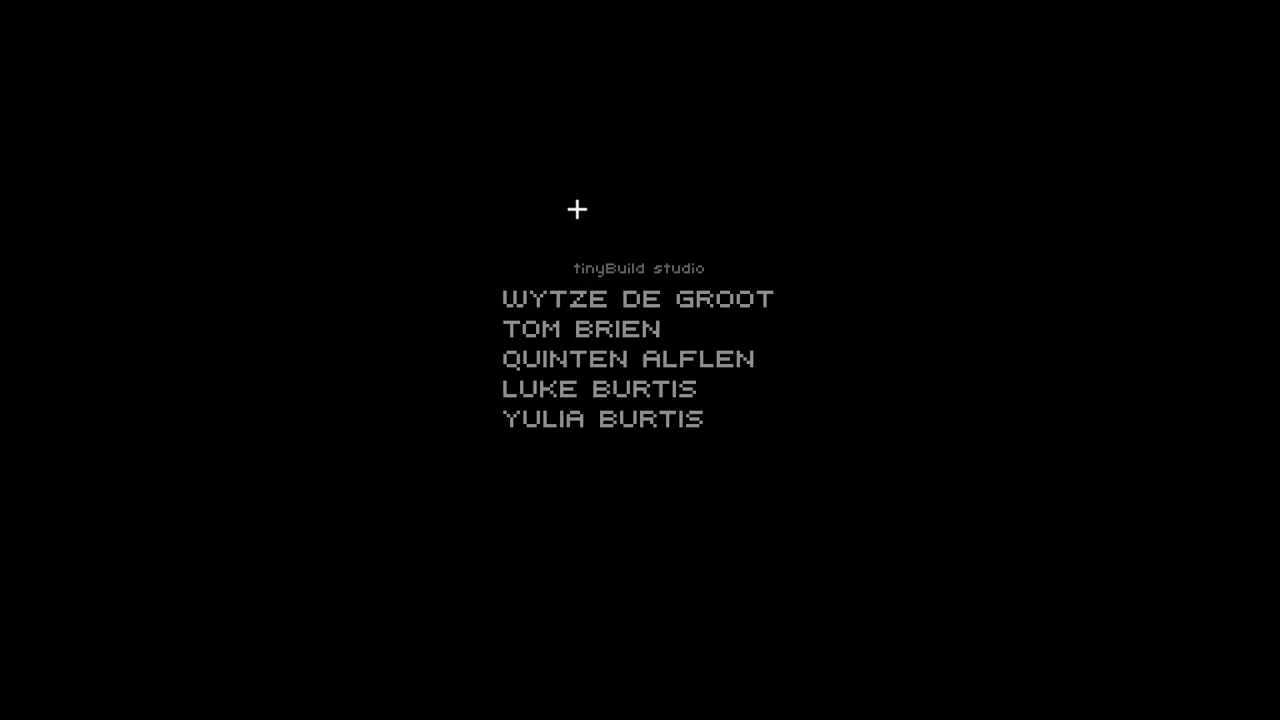 tinyBuild studio
WYTZE DE GROOT
TOM BRIEN
QUINTEN ALFLEN
LUKE BURTIS
YULIA BURTIS